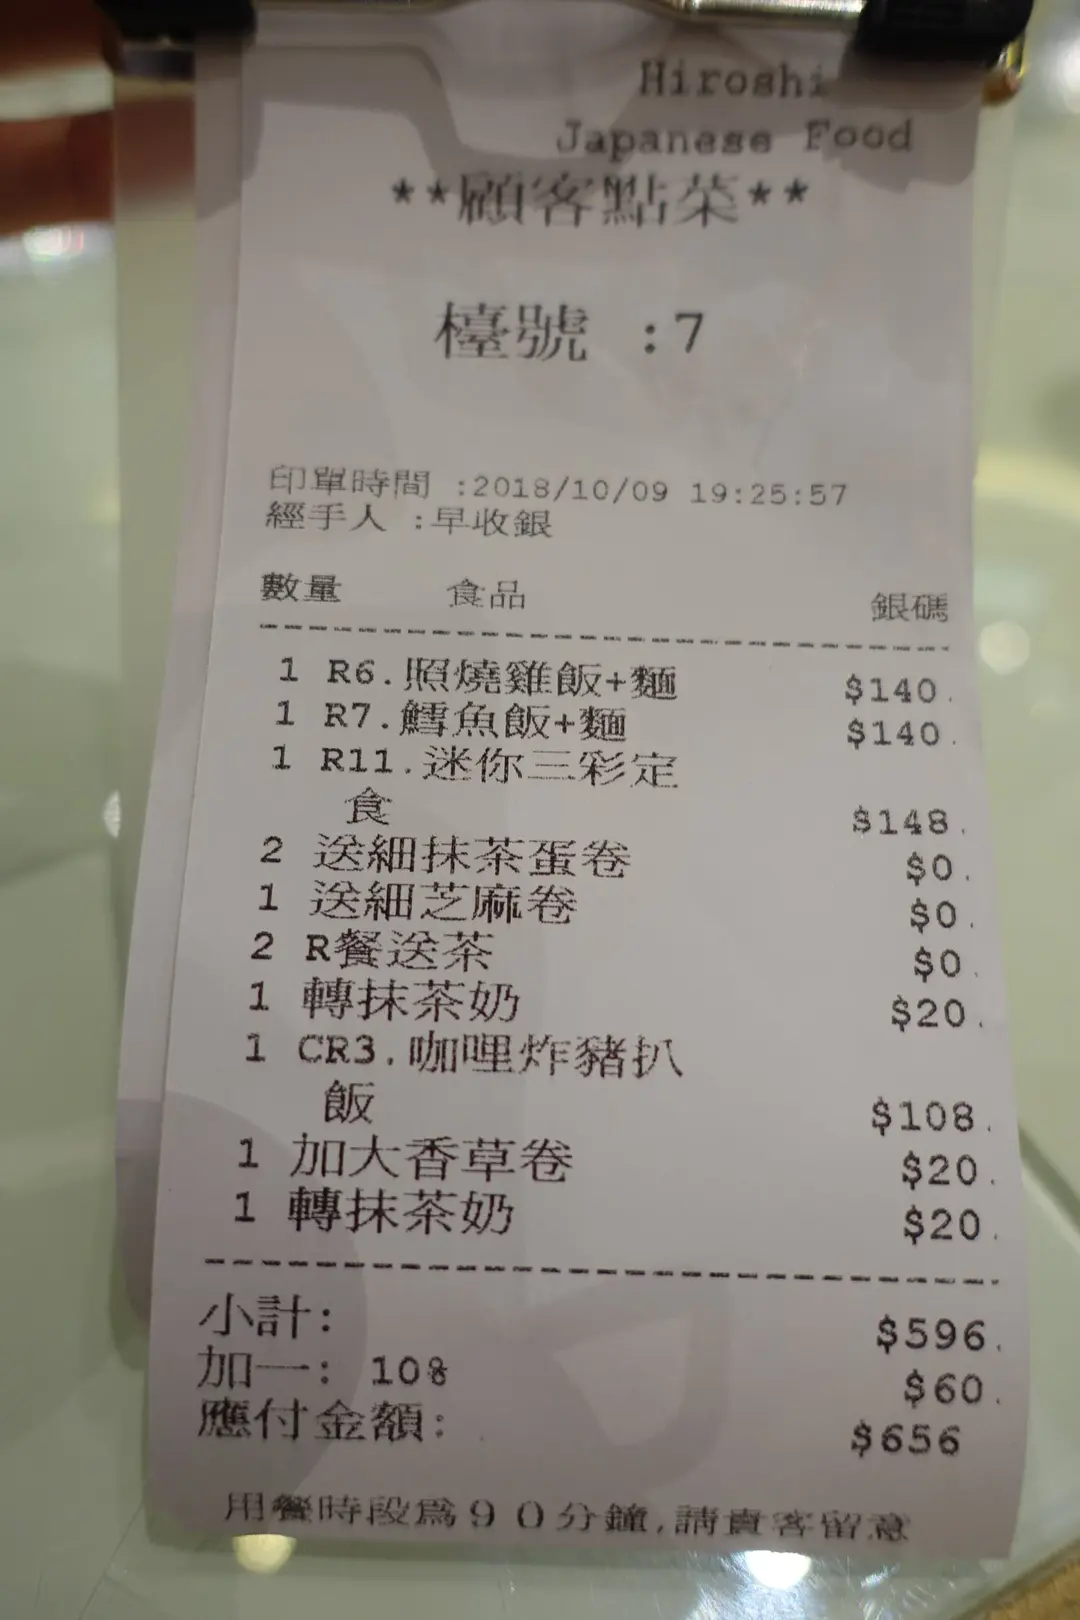 Hiroshi
Japanese Food
**顧客點菜**
檯號 :7
印單時間 :2018/10/09 19:25:57
經手人 :早收銀
數量 食品 銀碼
1 R6.照燒雞飯+麵 $140.
1 R7.鱈魚飯+麵 $140.
1 R11.迷你三彩定
食 $148.
2 送細抹茶蛋卷 $0.
1 送細芝麻卷 $0.
2 R餐送茶 $0.
1 轉抹茶奶 $20.
1 CR3.咖哩炸豬扒
飯 $108.
1 加大香草卷 $20.
1 轉抹茶奶 $20.
小計: $596.
加一: 10% $60.
應付金額: $656
用餐時段為90分鐘,請貴客留意